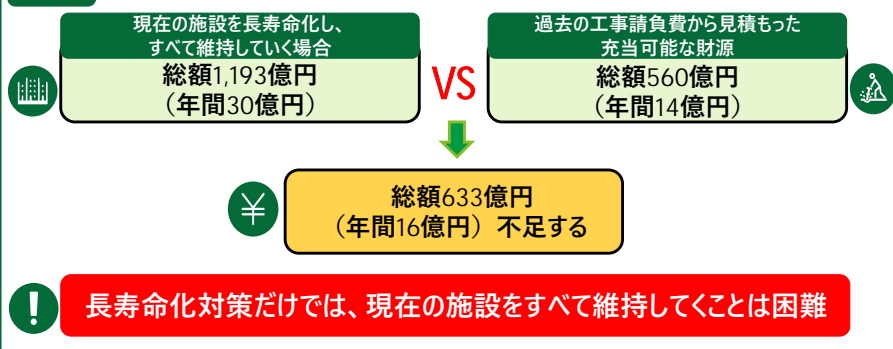 現在の施設を長寿命化し、
すべて維持していく場合
総額1,193億円
（年間30億円）
VS
過去の工事請負費から見積もった
充当可能な財源
総額560億円
（年間14億円）
¥
総額633億円
（年間16億円）不足する
!
長寿命化対策だけでは、現在の施設をすべて維持してくことは困難